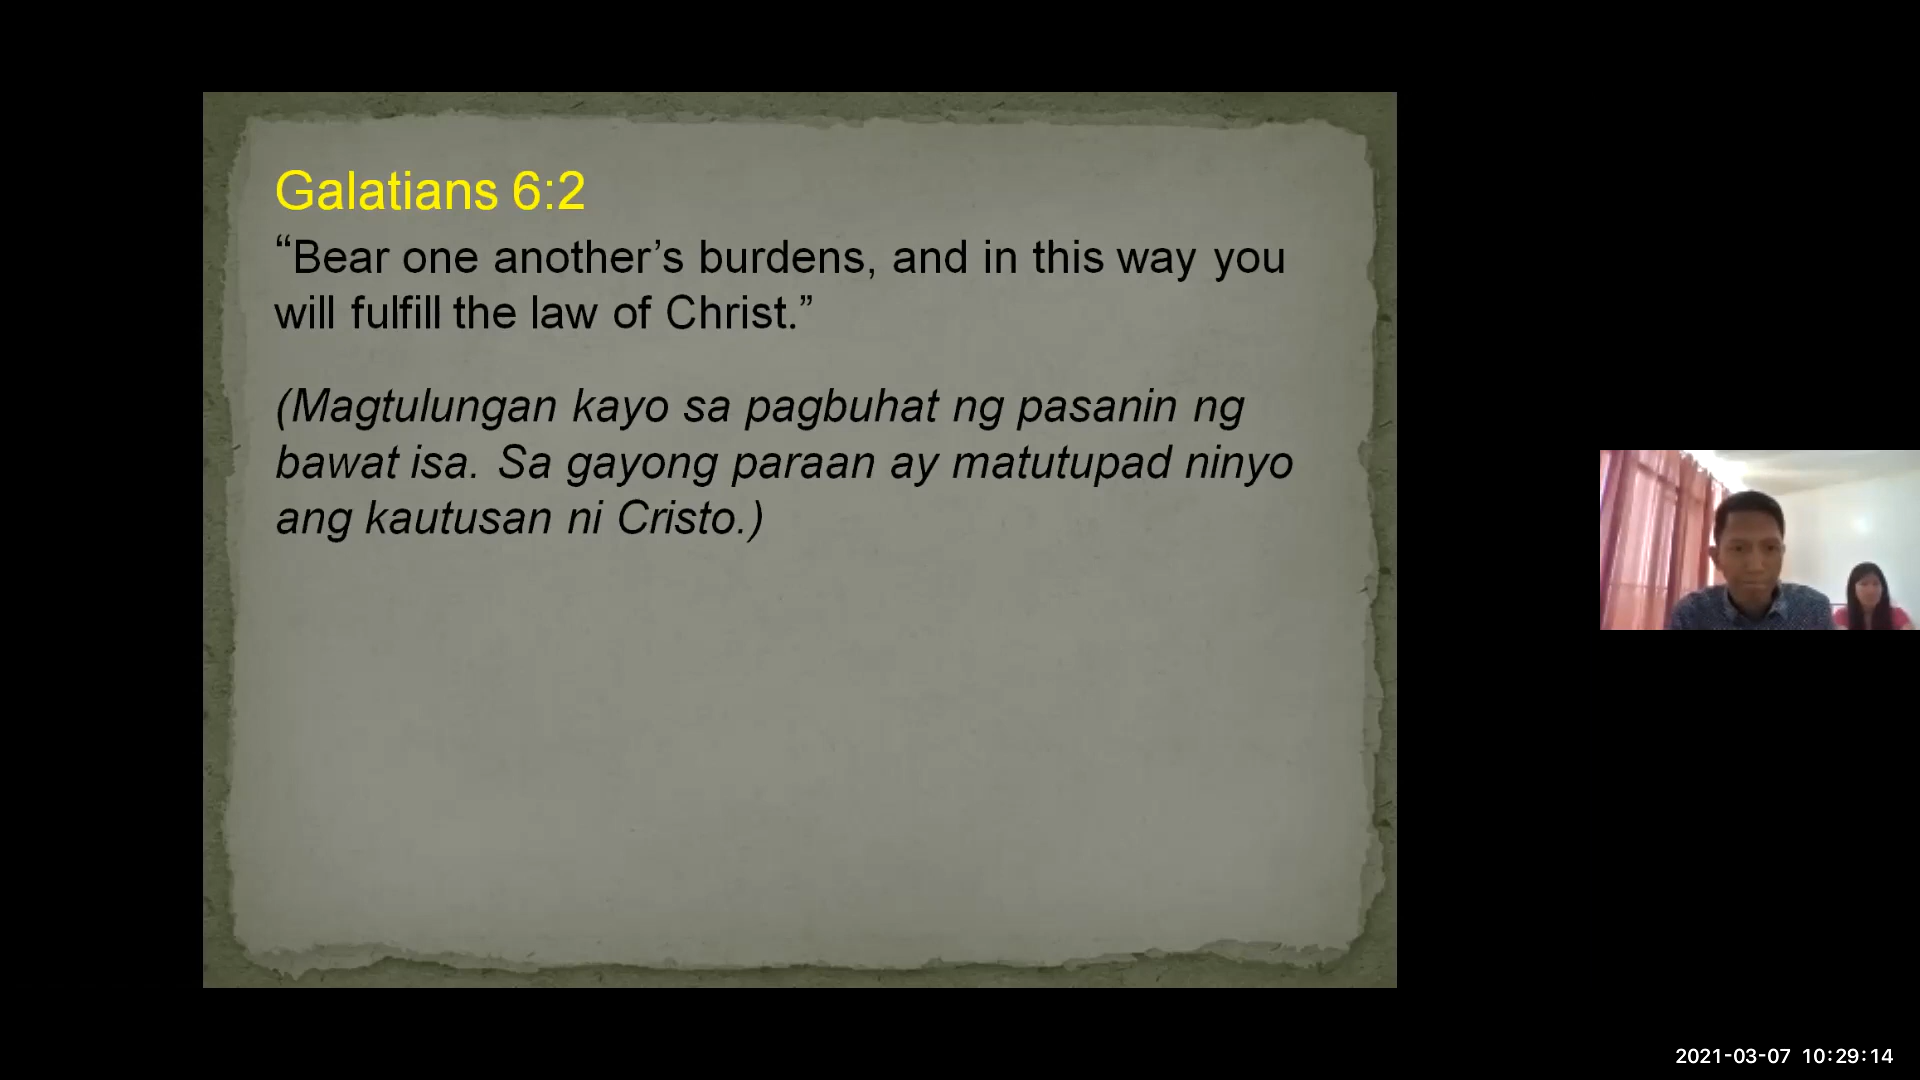 Galatians 6:2
“Bear one another’s burdens, and in this way you
will fulfill the law of Christ.”
(Magtulungan kayo sa pagbuhat ng pasanin ng
bawat isa. Sa gayong paraan ay matutupad ninyo
ang kautusan ni Cristo.)
2021-03-07 10:29:14